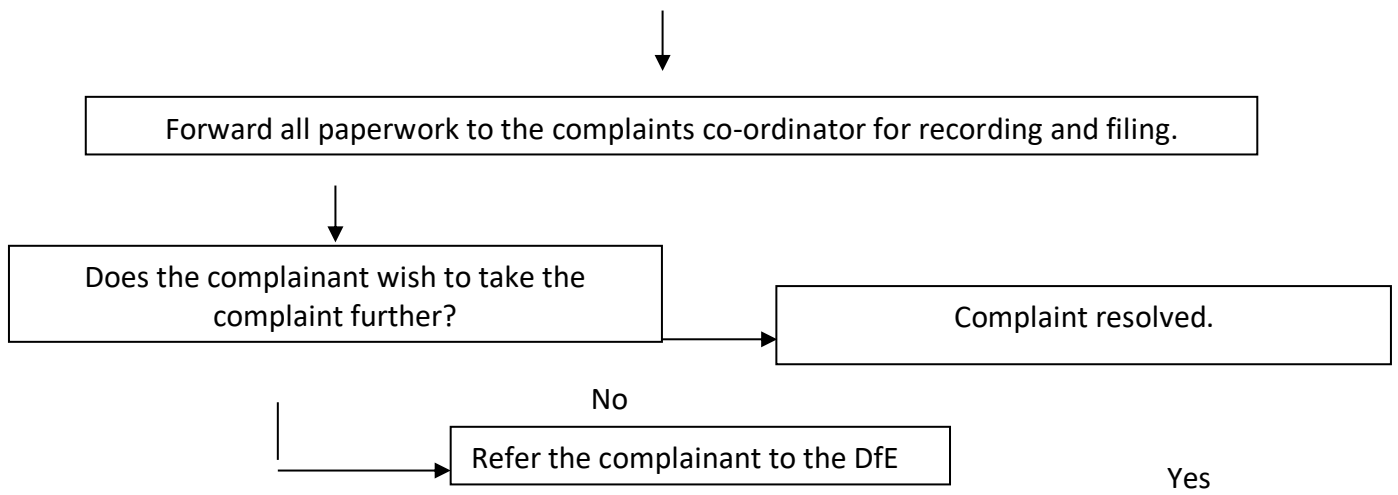 Forward all paperwork to the complaints co-ordinator for recording and filing.
Does the complainant wish to take the
complaint further?
Complaint resolved.
No
Refer the complainant to the DfE
Yes